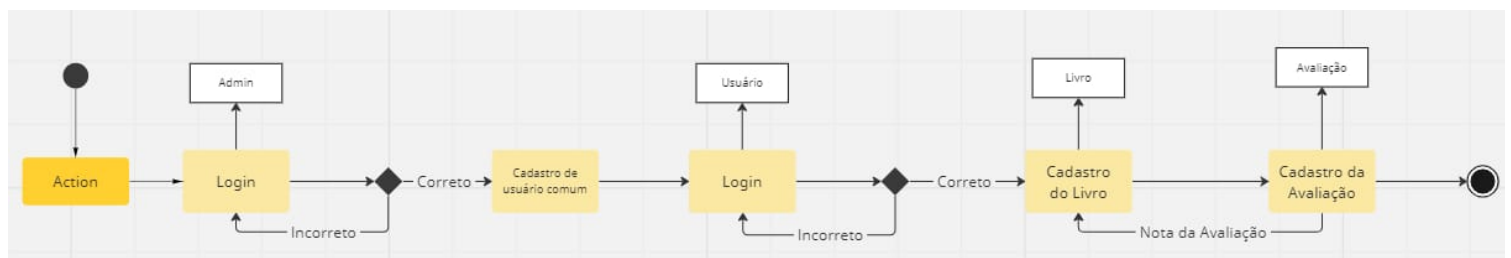 Admin
Usuário
Livro
Avaliação
Action
Login
Correto
Cadastro de
usuário comum
Login
Correto
Cadastro
do Livro
Cadastro da
Avaliação
Incorreto
Incorreto
Nota da Avaliação